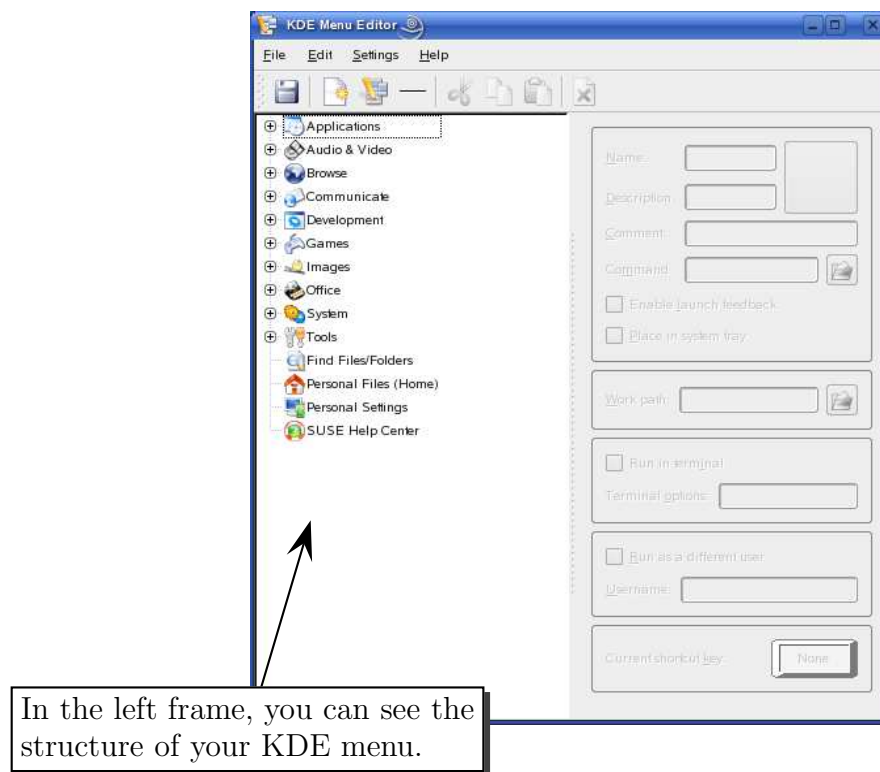 KDE Menu Editor
File Edit Settings Help
Applications
Audio & Video
Browse
Communicate
Development
Games
Images
Office
System
Tools
Find Files/Folders
Personal Files (Home)
Personal Settings
SUSE Help Center
Name:
Description:
Comment:
Command:
Enable launch feedback
Place in system tray
Work path:
Run in terminal
Terminal options:
Run as a different user
Username:
Current shortcut key: None
In the left frame, you can see the
structure of your KDE menu.